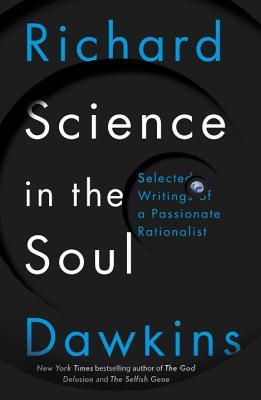 Richard
Science
in the
Soul
Selected
Writings of
a Passionate
Rationalist
Dawkins
New York Times bestselling author of The God
Delusion and The Selfish Gene